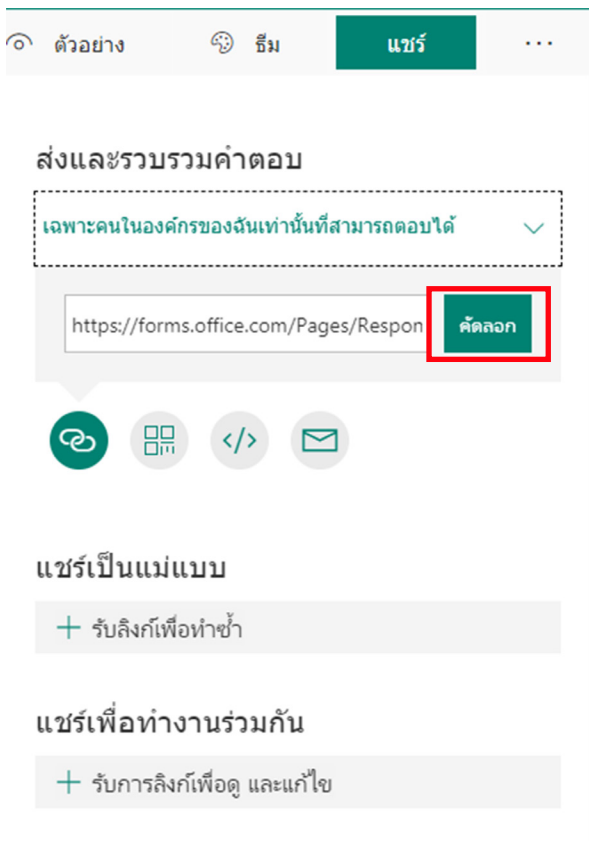 ตัวอย่าง ธีม แชร์ ...
ส่งและรวบรวมคำตอบ
เฉพาะคนในองค์กรของฉันเท่านั้นที่สามารถตอบได้
https://forms.office.com/Pages/Respon คัดลอก
แชร์เป็นแม่แบบ
+ รับลิงก์เพื่อทำซ้ำ
แชร์เพื่อทำงานร่วมกัน
+ รับการลิงก์เพื่อดู และแก้ไข